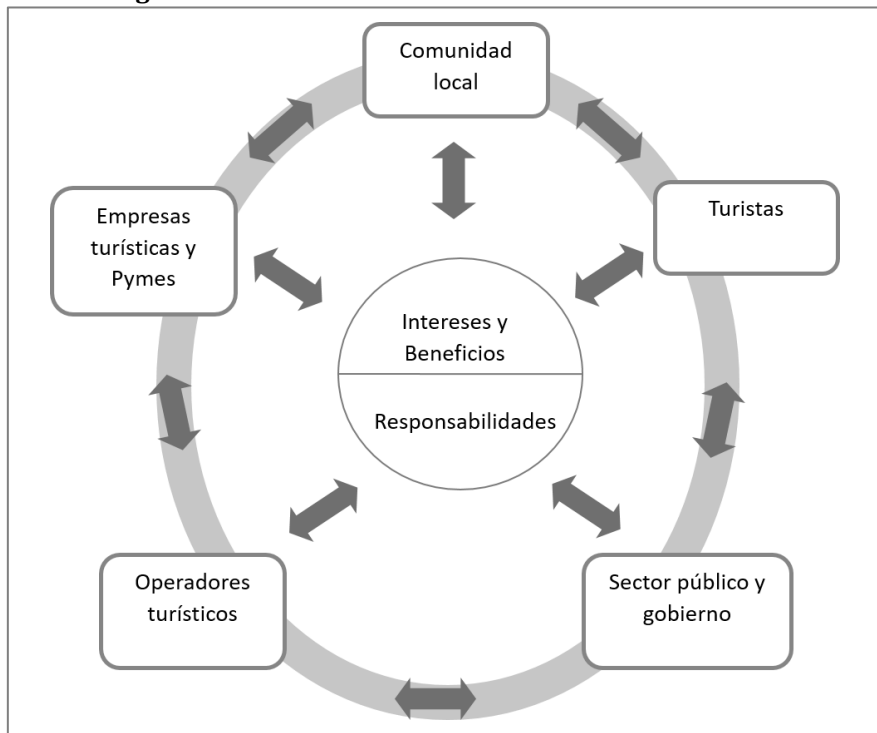 Comunidad
local
Empresas
turísticas y
Pymes
Turistas
Intereses y
Beneficios
Responsabilidades
Operadores
turísticos
Sector público y
gobierno